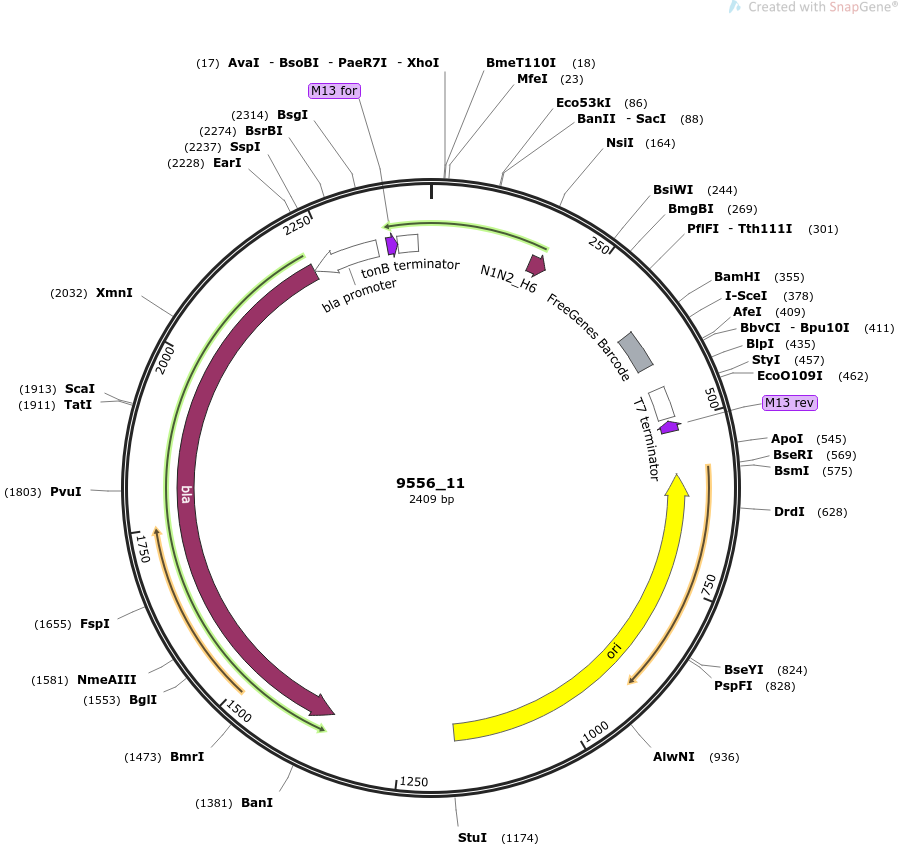 Created with SnapGene®
(17) AvaI - BsoBI - PaeR7I - XhoI
BmeT110I (18)
MfeI (23)
M13 for
Eco53kI (86)
(2314) BsgI
BanII - SacI (88)
(2274) BsrBI
NsiI (164)
(2237) SspI
(2228) EarI
BsiWI (244)
BmgBI (269)
PflFI - Tth111I (301)
2250
250
tonB terminator
N1N2_H6
bla promoter
BamHI (355)
(2032) XmnI
I-SceI (378)
FreeGenes Barcode
AfeI (409)
BbvCI - Bpu10I (411)
BlpI (435)
2000
StyI (457)
EcoO109I (462)
(1913) ScaI
500
M13 rev
(1911) TatI
T7 terminator
ApoI (545)
BseRI (569)
BsmI (575)
9556_11
2409 bp
(1803) PvuI
bla
DrdI (628)
1750
750
(1655) FspI
ori
BseYI (824)
(1581) NmeAIII
PspFI (828)
(1553) BglI
1500
1000
(1473) BmrI
AlwNI (936)
1250
(1381) BanI
StuI (1174)